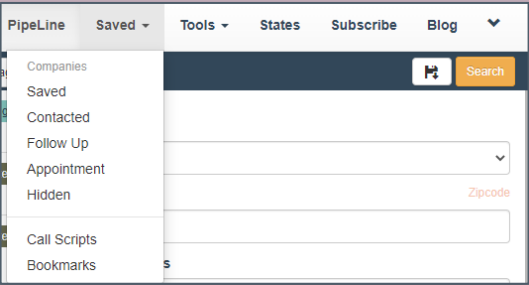 PipeLine Saved Tools States Subscribe Blog
Companies
Search
Saved
Contacted
Follow Up
Appointment
Hidden
Zipcode
Call Scripts
Bookmarks